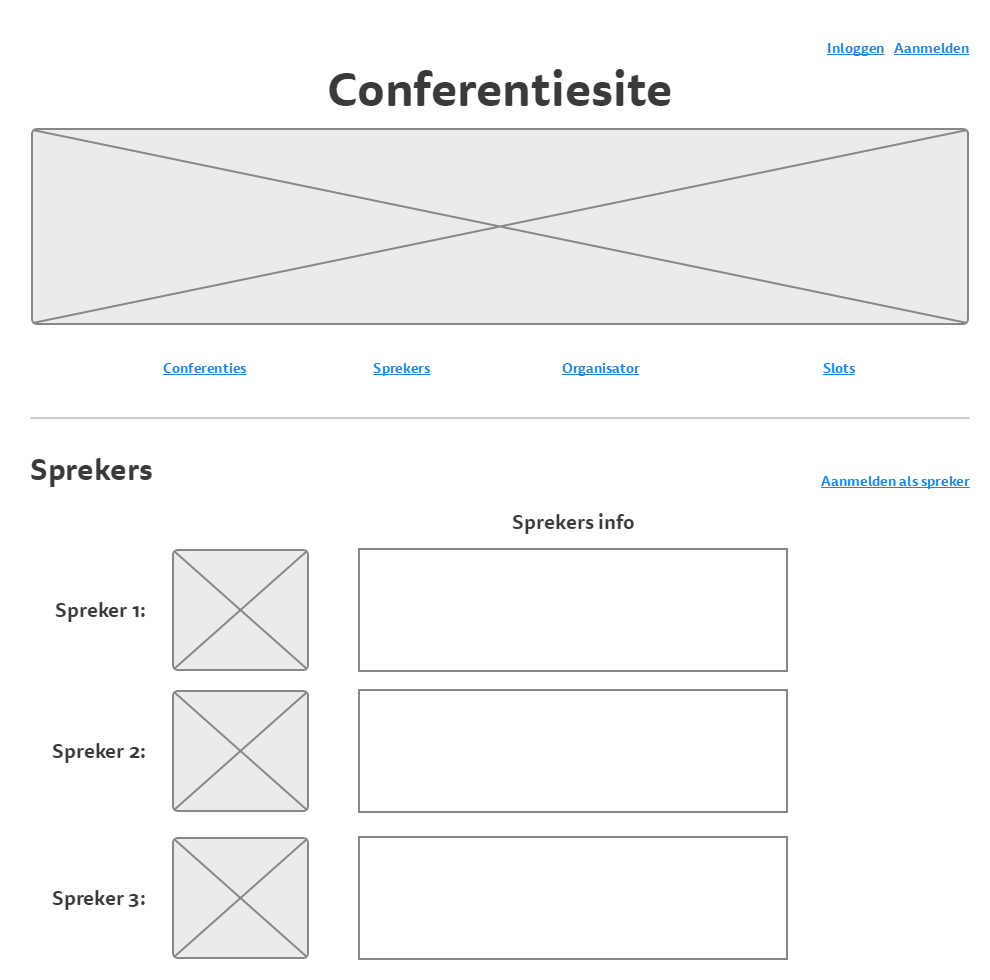 Inloggen Aanmelden
Conferentiesite
Conferenties Sprekers Organisator Slots
Sprekers
Aanmelden als spreker
Sprekers info
Spreker 1:
Spreker 2:
Spreker 3: